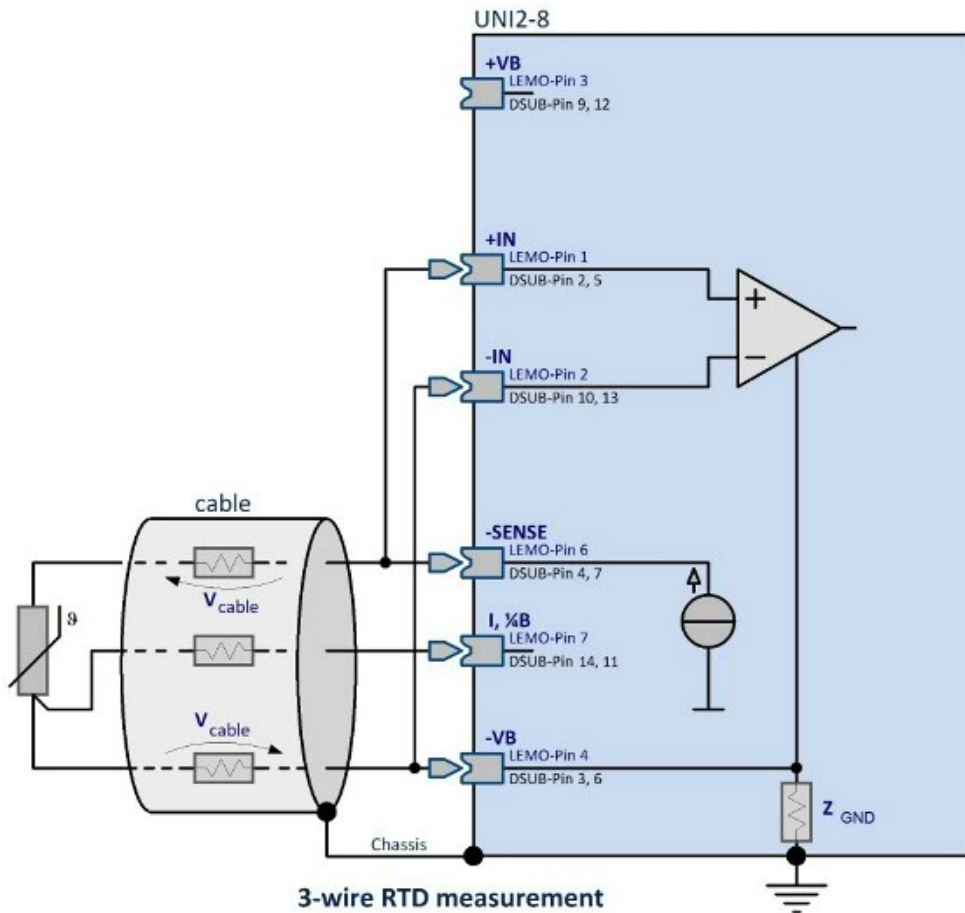 UNI2-8
+VB
LEMO-Pin 3
DSUB-Pin 9, 12
+IN
LEMO-Pin 1
DSUB-Pin 2, 5
+
-IN
LEMO-Pin 2
DSUB-Pin 10, 13
−
cable
-SENSE
LEMO-Pin 6
DSUB-Pin 4, 7
V cable
ϑ
I, ¼B
LEMO-Pin 7
DSUB-Pin 14, 11
V cable
-VB
LEMO-Pin 4
DSUB-Pin 3, 6
Z GND
Chassis
3-wire RTD measurement